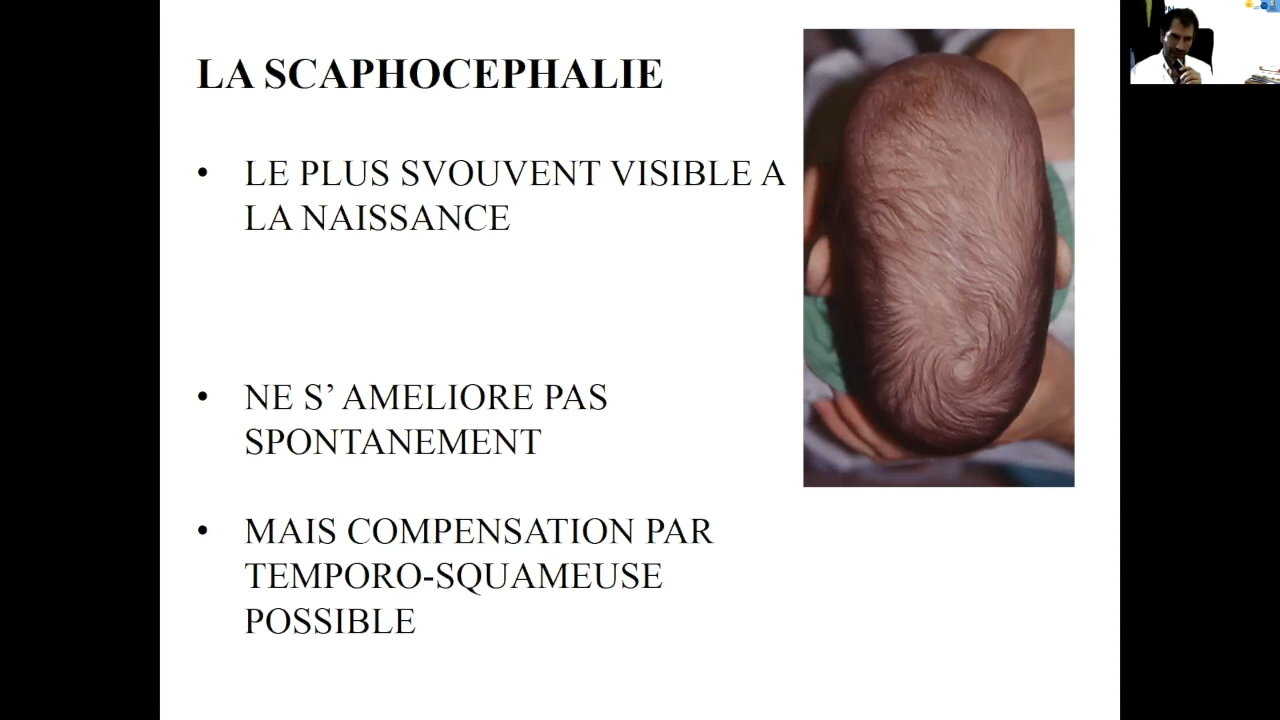 LA SCAPHOCEPHALIE
• LE PLUS SVOUVENT VISIBLE A
LA NAISSANCE
• NE S’ AMELIORE PAS
SPONTANEMENT
• MAIS COMPENSATION PAR
TEMPORO-SQUAMEUSE
POSSIBLE